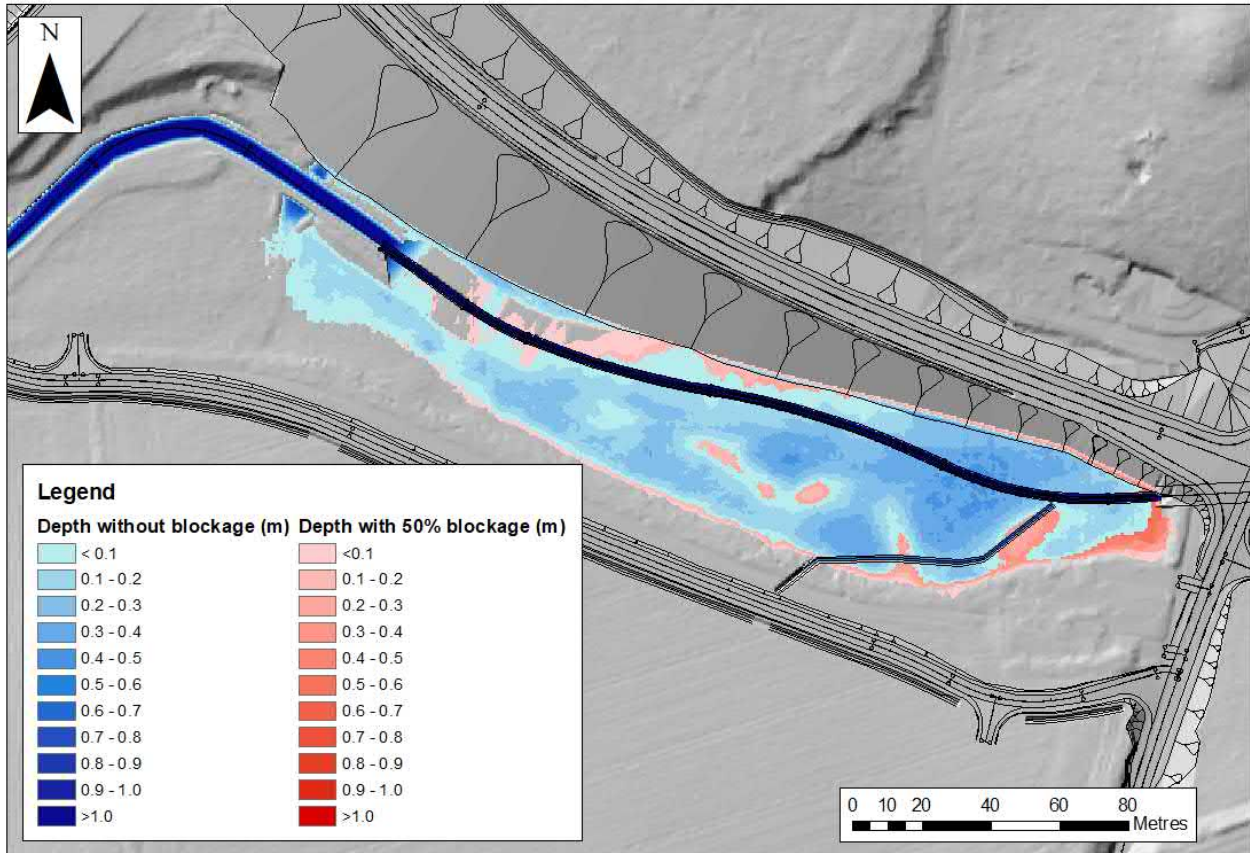 N
Legend
Depth without blockage (m) Depth with 50% blockage (m)
< 0.1 <0.1
0.1 - 0.2 0.1 - 0.2
0.2 - 0.3 0.2 - 0.3
0.3 - 0.4 0.3 - 0.4
0.4 - 0.5 0.4 - 0.5
0.5 - 0.6 0.5 - 0.6
0.6 - 0.7 0.6 - 0.7
0.7 - 0.8 0.7 - 0.8
0.8 - 0.9 0.8 - 0.9
0.9 - 1.0 0.9 - 1.0
>1.0 >1.0
0 10 20 40 60 80
Metres